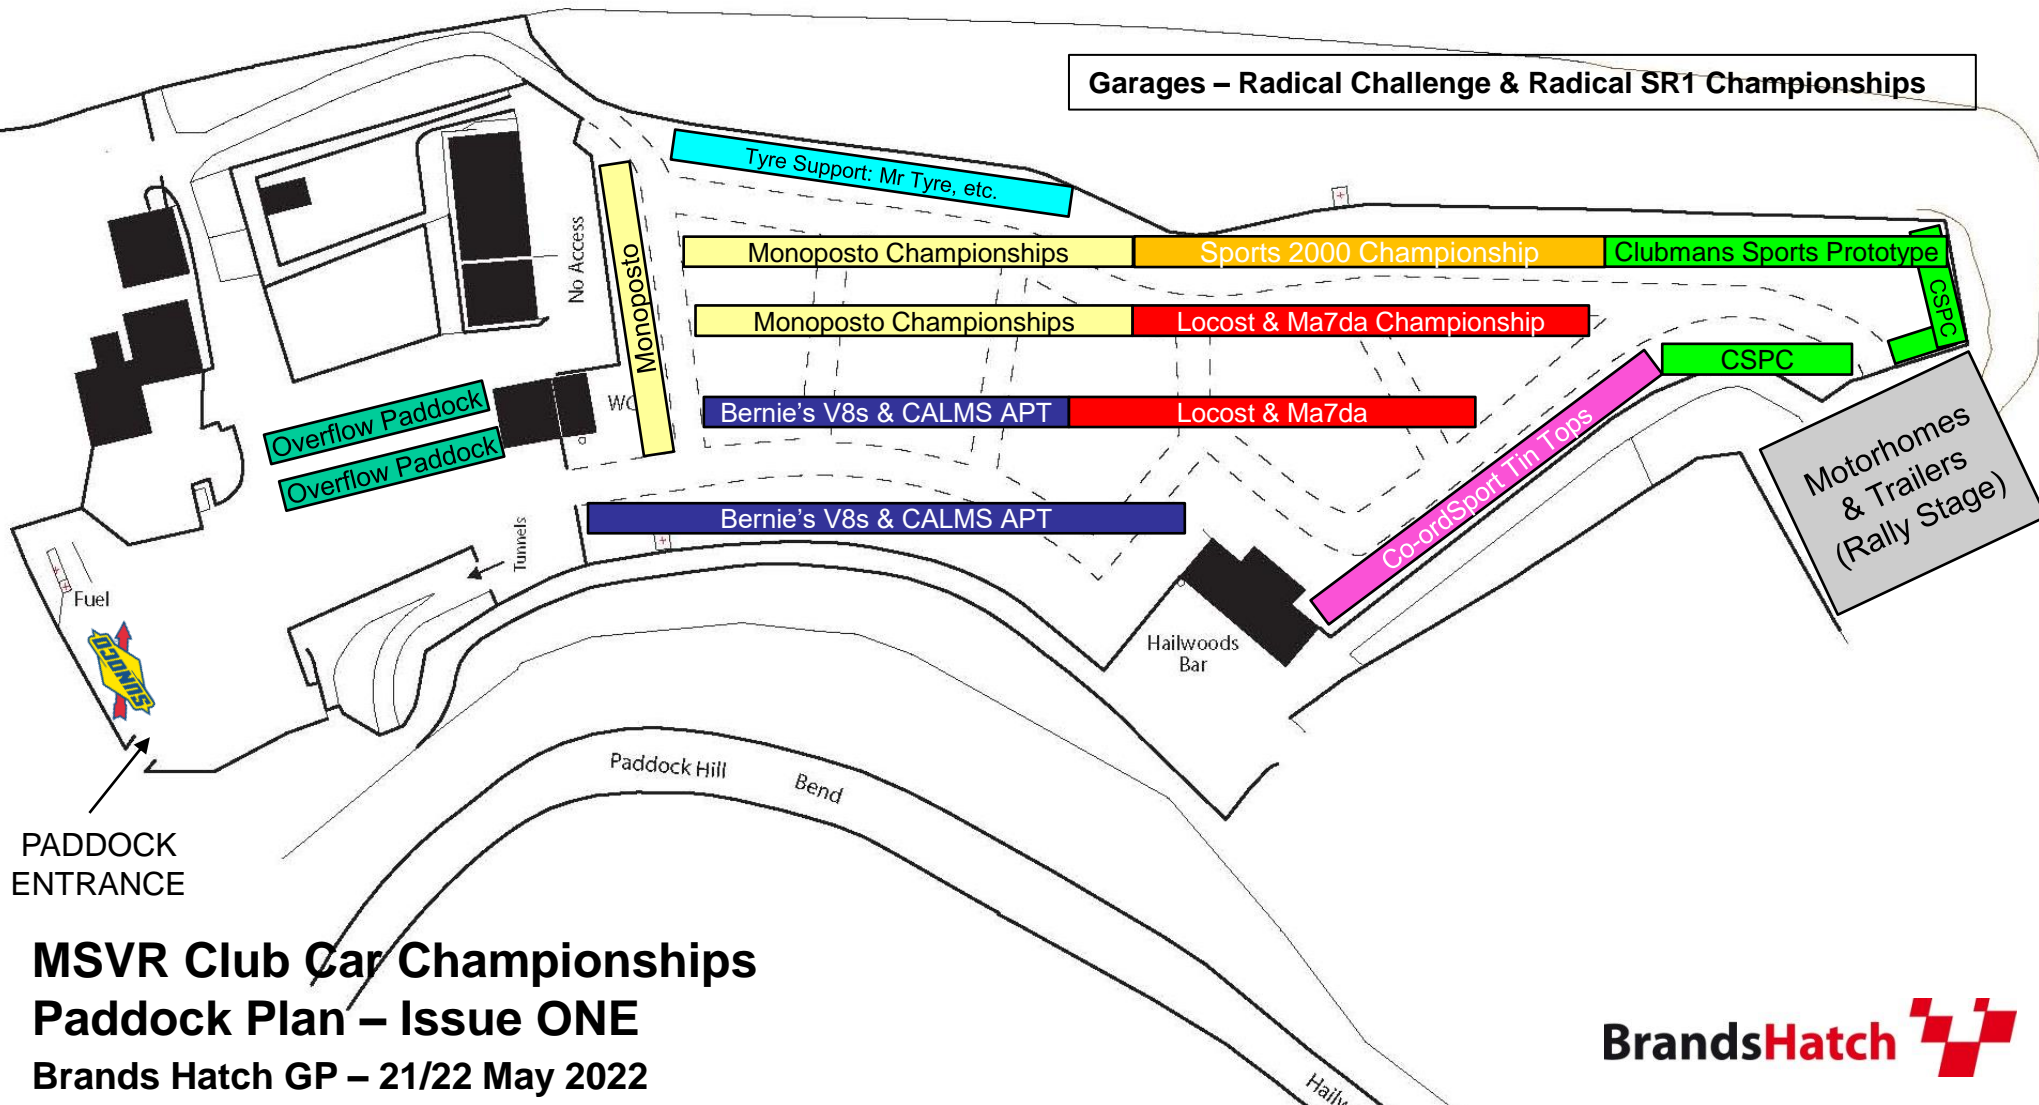 Garages – Radical Challenge & Radical SR1 Championships
Tyre Support: Mr Tyre, etc.
No Access
Monoposto
Monoposto Championships
Sports 2000 Championship
Clubmans Sports Prototype
CSPC
Monoposto Championships
Locost & Ma7da Championship
CSPC
Overflow Paddock
WC
Bernie's V8s & CALMS APT
Locost & Ma7da
Co-ordSport Tin Tops
Motorhomes
& Trailers
(Rally Stage)
Overflow Paddock
Bernie's V8s & CALMS APT
Tunnels
Fuel
SUNOCO
Hailwoods
Bar
Paddock Hill
Bend
PADDOCK
ENTRANCE
MSVR Club Car Championships
Paddock Plan – Issue ONE
Brands Hatch GP – 21/22 May 2022
BrandsHatch